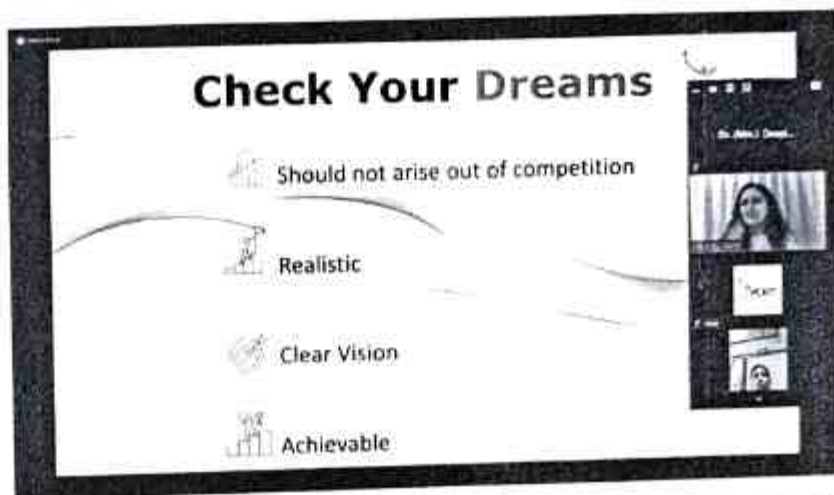 Check Your Dreams
Should not arise out of competition
Realistic
Clear Vision
Achievable